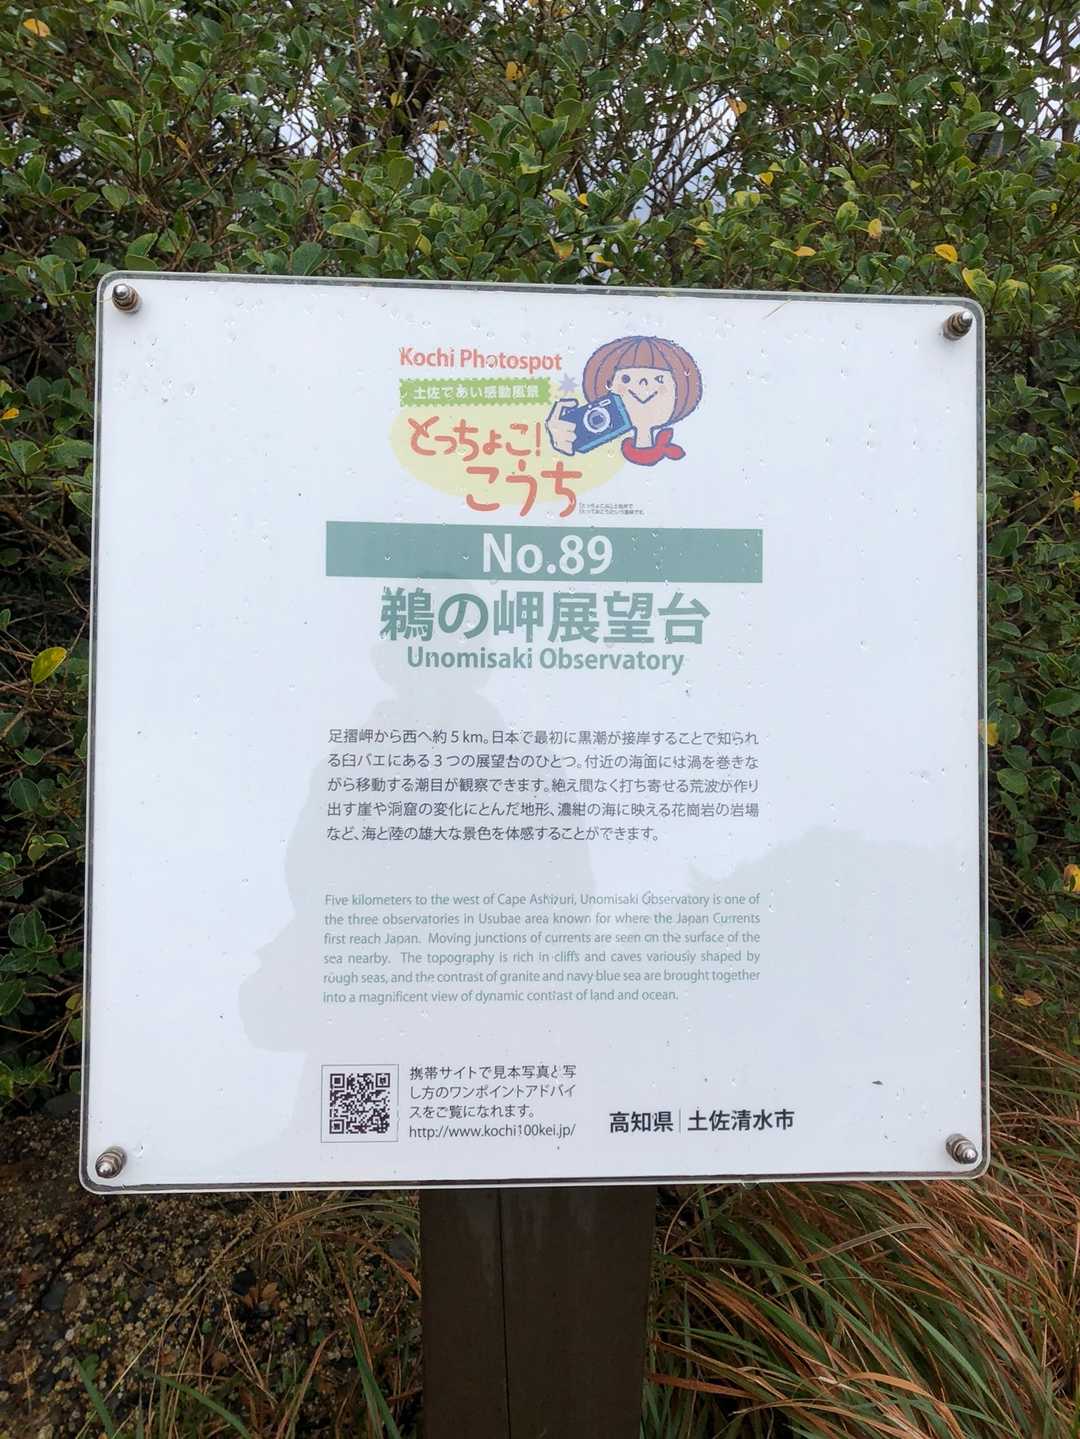 Kochi Photospot
土佐であい感動風景
とっちょこ!
こうち
No.89
鵜の岬展望台
Unomisaki Observatory
足摺岬から西へ約5km。日本で最初に黒潮が接岸することで知られ
る臼バエにある3つの展望台のひとつ。付近の海面には渦を巻きな
がら移動する潮目が観察できます。絶え間なく打ち寄せる荒波が作り
出す崖や洞窟の変化にとんだ地形、濃紺の海に映える花崗岩の岩場
など、海と陸の雄大な景色を体感することができます。
Five kilometers to the west of Cape Ashizuri, Unomisaki Observatory is one of
the three observatories in Usubae area known for where the Japan Currents
first reach Japan. Moving junctions of currents are seen on the surface of the
sea nearby. The topography is rich in cliffs and caves variously shaped by
rough seas, and the contrast of granite and navy blue sea are brought together
into a magnificent view of dynamic contrast of land and ocean.
携帯サイトで見本写真と写
し方のワンポイントアドバイ
スをご覧になれます。
http://www.kochi100kei.jp/
高知県│土佐清水市